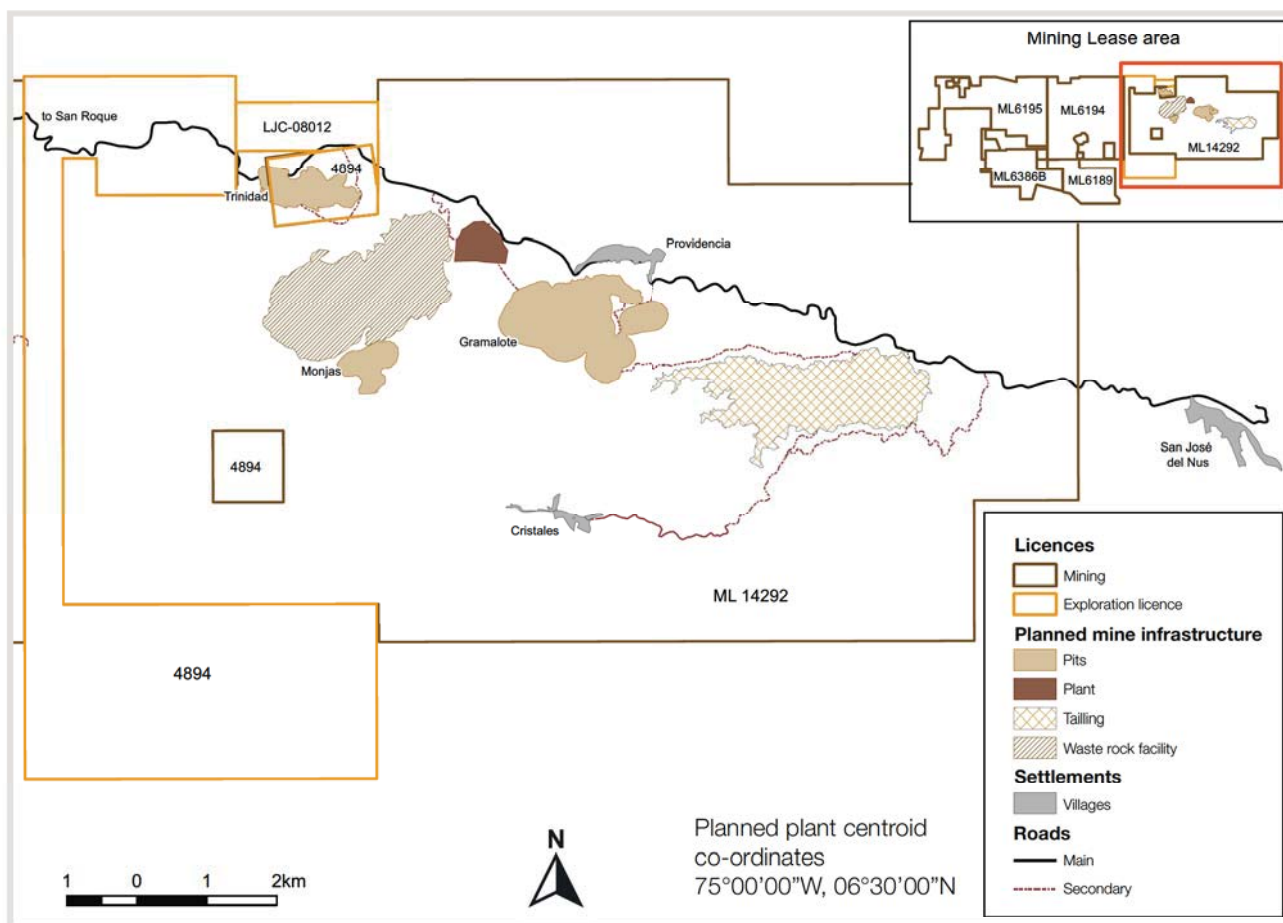 Mining Lease area
ML6195
ML6194
ML14292
ML6386B
ML6189
to San Roque
LJC-08012
4094
Trinidad
Providencia
Gramalote
Monjas
4894
San José
del Nus
Cristales
ML 14292
4894
Licences
Mining
Exploration licence
Planned mine infrastructure
Pits
Plant
Tailling
Waste rock facility
Settlements
Villages
Roads
Main
Secondary
N
Planned plant centroid
co-ordinates
75°00'00"W, 06°30'00"N
1 0 1 2km